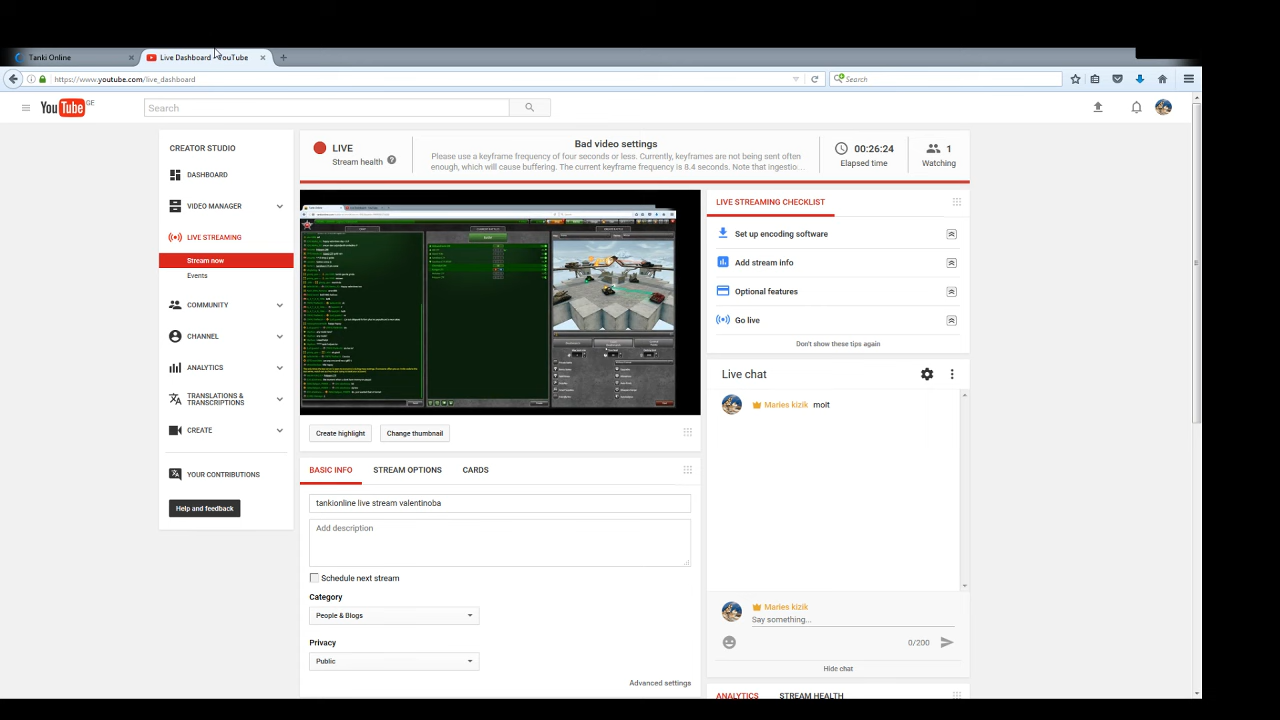 Tanki Online
Live Dashboard - YouTube
https://www.youtube.com/live_dashboard
Search
YouTube GE
Search
CREATOR STUDIO
DASHBOARD
VIDEO MANAGER
LIVE STREAMING
Stream now
Events
COMMUNITY
CHANNEL
ANALYTICS
TRANSLATIONS &
TRANSCRIPTIONS
CREATE
YOUR CONTRIBUTIONS
Help and feedback
LIVE
Stream health
Bad video settings
Please use a keyframe frequency of four seconds or less. Currently, keyframes are not being sent often
enough, which will cause buffering. The current keyframe frequency is 8.4 seconds. Note that ingestio...
00:26:24
Elapsed time
1
Watching
Create highlight
Change thumbnail
BASIC INFO
STREAM OPTIONS
CARDS
tankionline live stream valentinoba
Add description
Schedule next stream
Category
People & Blogs
Privacy
Public
Advanced settings
LIVE STREAMING CHECKLIST
Set up encoding software
Add stream info
Optional features
Go live
Don't show these tips again
Live chat
Maries kizik moit
Maries kizik
Say something...
0/200
Hide chat
ANALYTICS
STREAM HEALTH